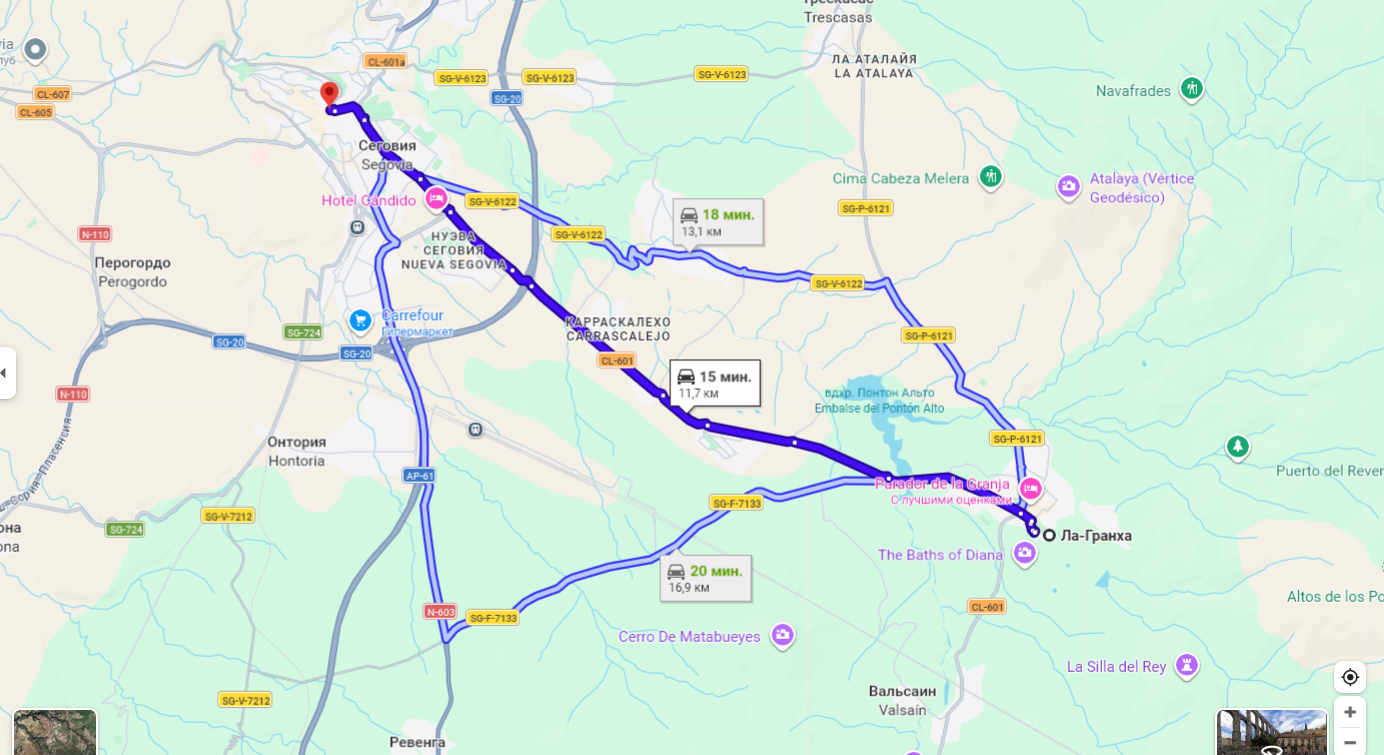 Trescasas
ЛА АТАЛАЙЯ
LA ATALAYA
CL-601a
SG-V-6123
SG-V-6123
SG-V-6123
CL-607
CL-605
SG-20
Navafrades
Сеговия
Segovia
Cima Cabeza Melera
Atalaya (Vértice
Geodésico)
Hotel Cándido
SG-V-6122
SG-P-6121
18 мин.
13,1 км
N-110
SG-V-6122
НУЭВА
СЕГОВИЯ
NUEVA SEGOVIA
Перогордо
Perogordo
SG-V-6122
Carrefour
Гипермаркет
КАРРАСКАЛЕХО
CARRASCALEJO
SG-724
SG-20
SG-20
SG-P-6121
CL-601
15 мин.
11,7 км
N-110
вдхр. Понтон Альто
Embalse del Pontón Alto
Онтория
Hontoria
SG-P-6121
AP-61
Puerto del Rever
Parador de la Granja
С лучшими оценками
SG-F-7133
SG-V-7212
SG-724
Ла-Гранха
The Baths of Diana
20 мин.
16,9 км
N-603
SG-F-7133
CL-601
Altos de los Po
Cerro De Matabueyes
La Silla del Rey
SG-V-7212
Вальсаин
Valsaín
Ревенга